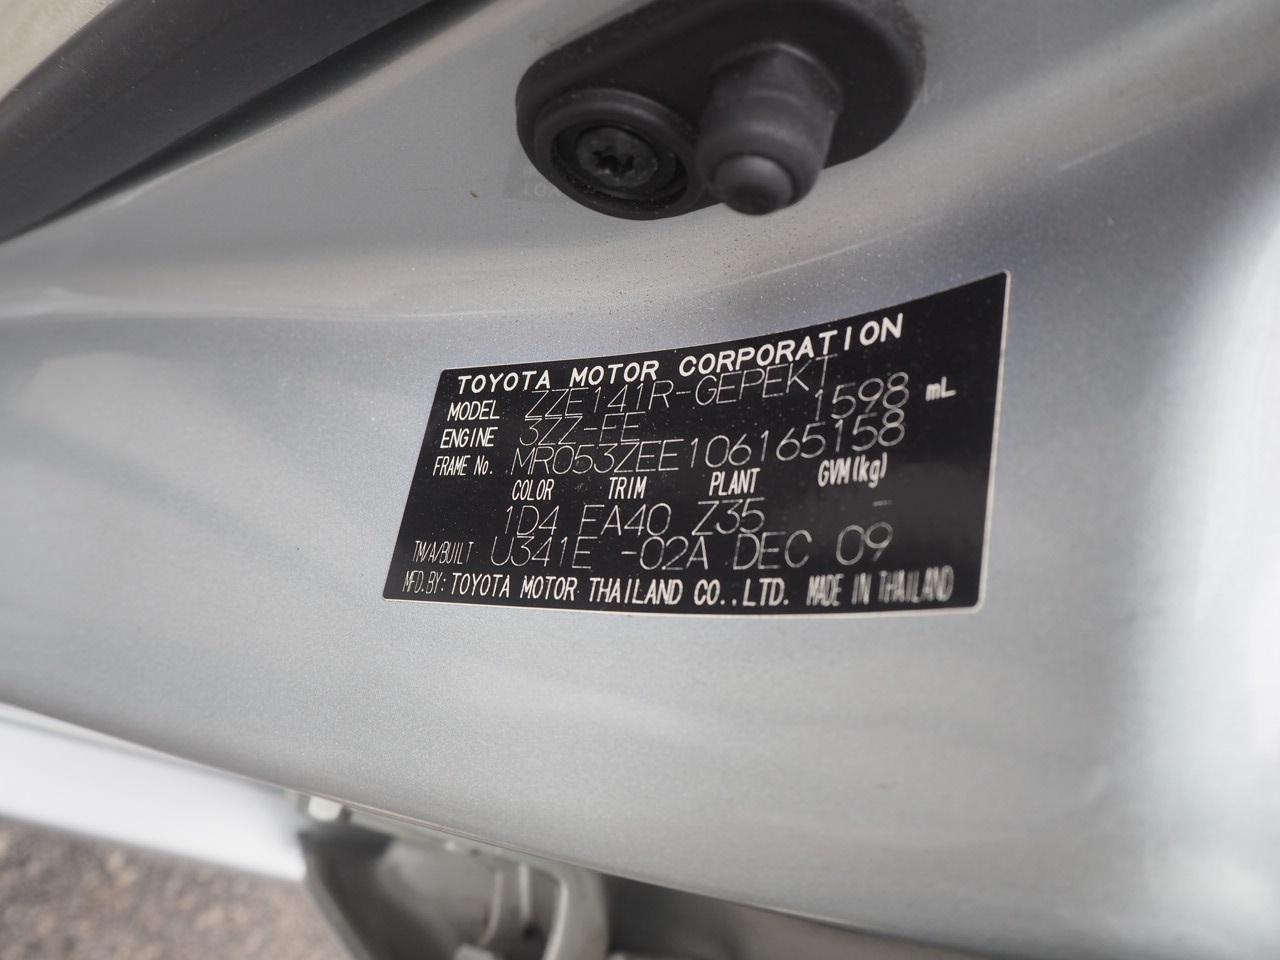 TOYOTA MOTOR CORPORATION
MODEL ZZE141R-GEPEKT
ENGINE 3ZZ-FE 1598 mL
FRAME No. MR053ZEE106165158
COLOR TRIM PLANT GVM(kg)
1D4 FA40 Z35 -
TM/A/BUILT U341E -02A DEC 09
MFD.BY: TOYOTA MOTOR THAILAND CO.,LTD. MADE IN THAILAND